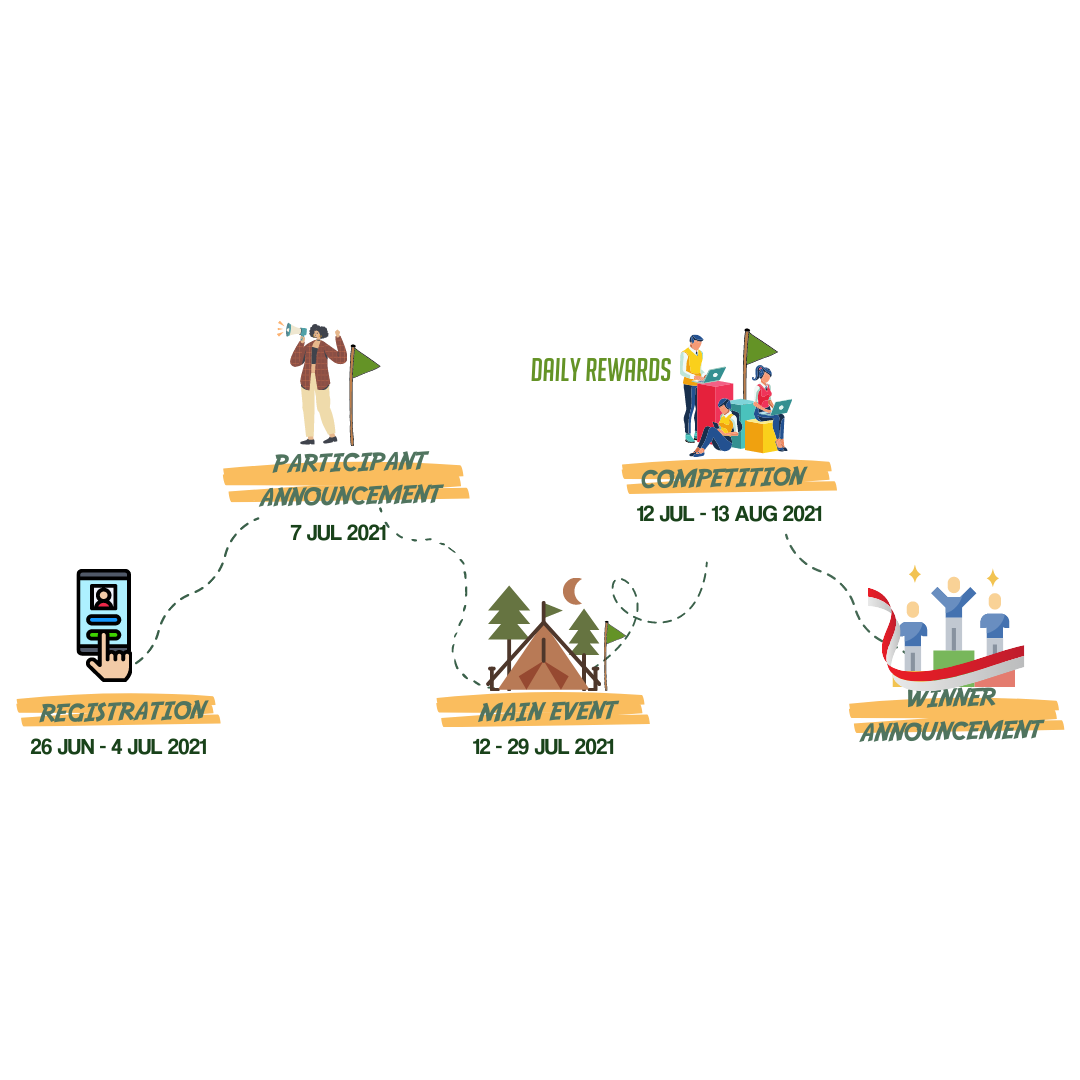 REGISTRATION
26 JUN - 4 JUL 2021
PARTICIPANT
ANNOUNCEMENT
7 JUL 2021
MAIN EVENT
12 - 29 JUL 2021
DAILY REWARDS
COMPETITION
12 JUL - 13 AUG 2021
WINNER
ANNOUNCEMENT